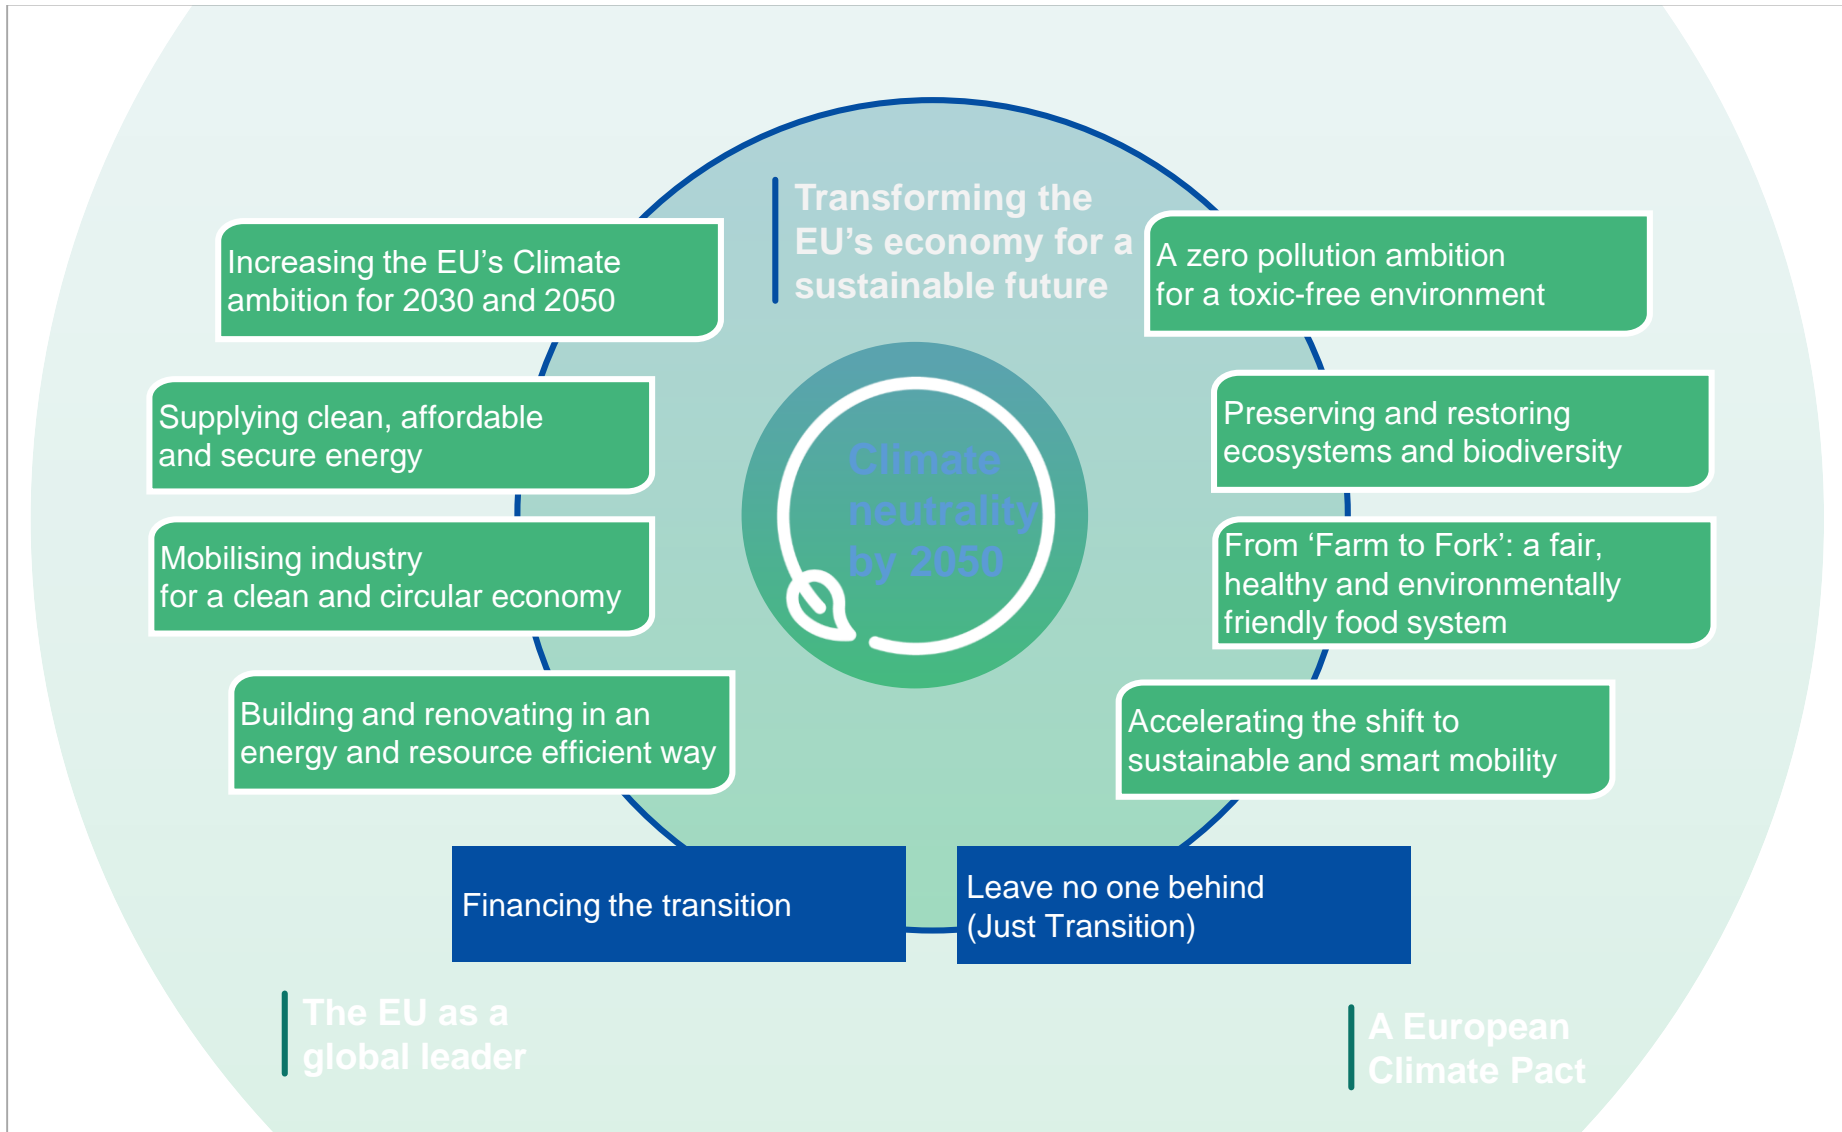 Transforming the
EU’s economy for a
sustainable future
Increasing the EU’s Climate
ambition for 2030 and 2050
Supplying clean, affordable
and secure energy
Mobilising industry
for a clean and circular economy
Building and renovating in an
energy and resource efficient way
Climate
neutrality
by 2050
A zero pollution ambition
for a toxic-free environment
Preserving and restoring
ecosystems and biodiversity
From ‘Farm to Fork’: a fair,
healthy and environmentally
friendly food system
Accelerating the shift to
sustainable and smart mobility
Financing the transition
Leave no one behind
(Just Transition)
The EU as a
global leader
A European
Climate Pact